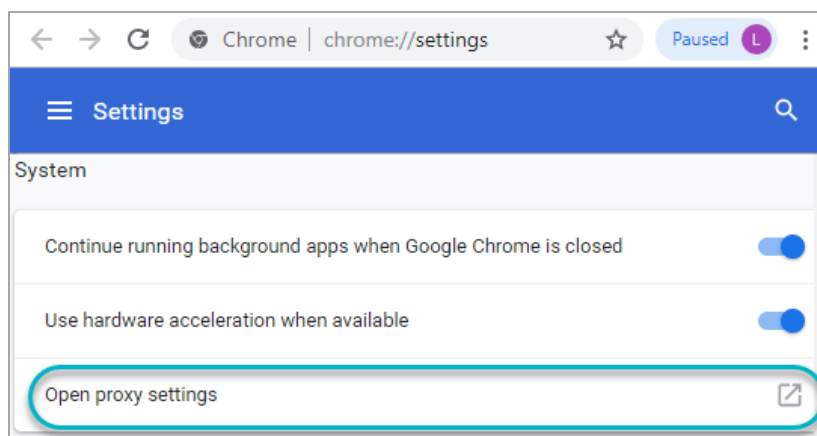 Chrome | chrome://settings Paused L
Settings
System
Continue running background apps when Google Chrome is closed
Use hardware acceleration when available
Open proxy settings